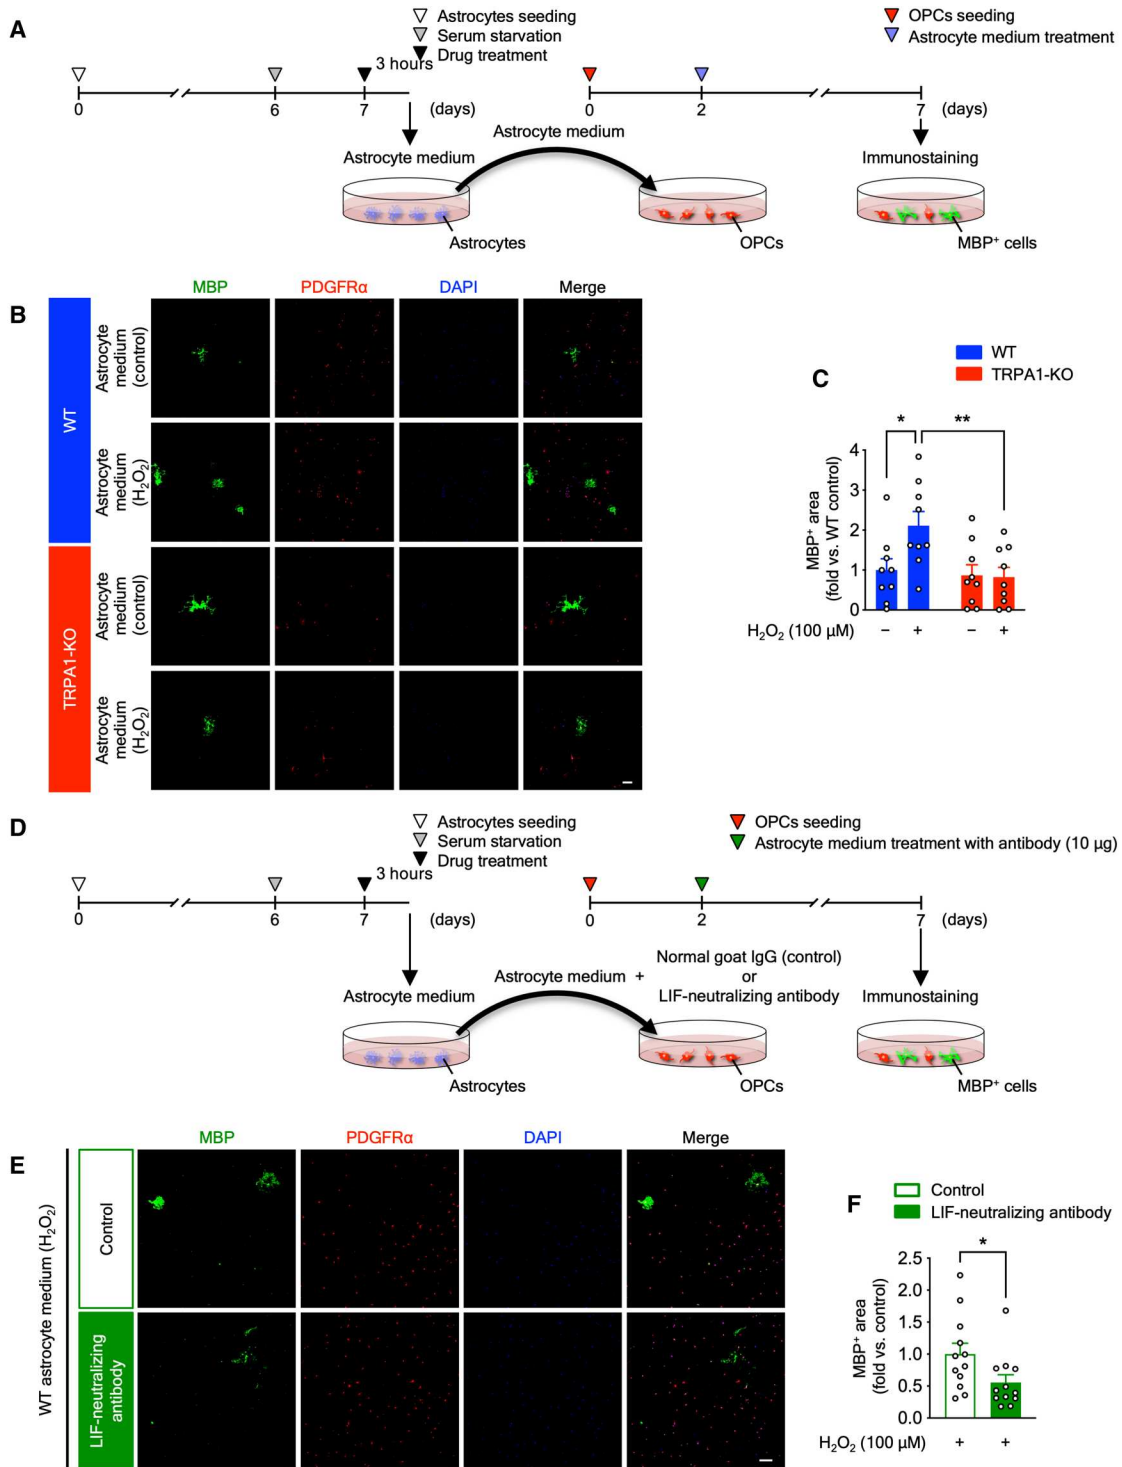 A
Astrocytes seeding
Serum starvation
Drug treatment
OPCs seeding
Astrocyte medium treatment
3 hours
0
6
7
(days)
0
2
7
(days)
Astrocyte medium
Astrocyte medium
Immunostaining
Astrocytes
OPCs
MBP⁺ cells
B
MBP
PDGFRα
DAPI
Merge
WT
Astrocyte medium (control)
Astrocyte medium (H₂O₂)
TRPA1-KO
Astrocyte medium (control)
Astrocyte medium (H₂O₂)
C
WT
TRPA1-KO
*
**
MBP⁺ area
(fold vs. WT control)
4
3
2
1
0
H₂O₂ (100 μM)
–
+
–
+
D
Astrocytes seeding
Serum starvation
Drug treatment
OPCs seeding
Astrocyte medium treatment with antibody (10 μg)
3 hours
0
6
7
(days)
0
2
7
(days)
Astrocyte medium +
Normal goat IgG (control)
or
LIF-neutralizing antibody
Astrocyte medium
Immunostaining
Astrocytes
OPCs
MBP⁺ cells
E
MBP
PDGFRα
DAPI
Merge
WT astrocyte medium (H₂O₂)
Control
LIF-neutralizing
antibody
F
Control
LIF-neutralizing antibody
*
MBP⁺ area
(fold vs. control)
2.5
2.0
1.5
1.0
0.5
0.0
H₂O₂ (100 μM)
+
+